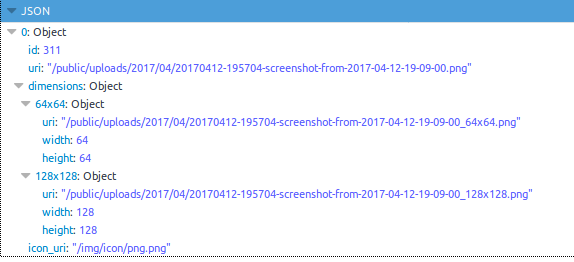 JSON
0: Object
id: 311
uri: "/public/uploads/2017/04/20170412-195704-screenshot-from-2017-04-12-19-09-00.png"
dimensions: Object
64x64: Object
uri: "/public/uploads/2017/04/20170412-195704-screenshot-from-2017-04-12-19-09-00_64x64.png"
width: 64
height: 64
128x128: Object
uri: "/public/uploads/2017/04/20170412-195704-screenshot-from-2017-04-12-19-09-00_128x128.png"
width: 128
height: 128
icon_uri: "/img/icon/png.png"